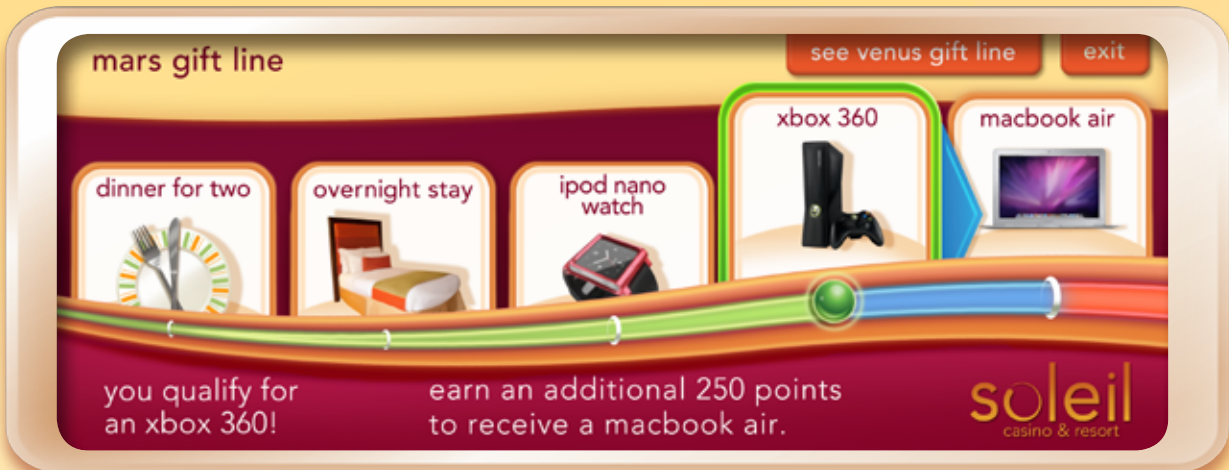 mars gift line
see venus gift line
exit
dinner for two
overnight stay
ipod nano
watch
xbox 360
macbook air
you qualify for
an xbox 360!
earn an additional 250 points
to receive a macbook air.
soleil
casino & resort